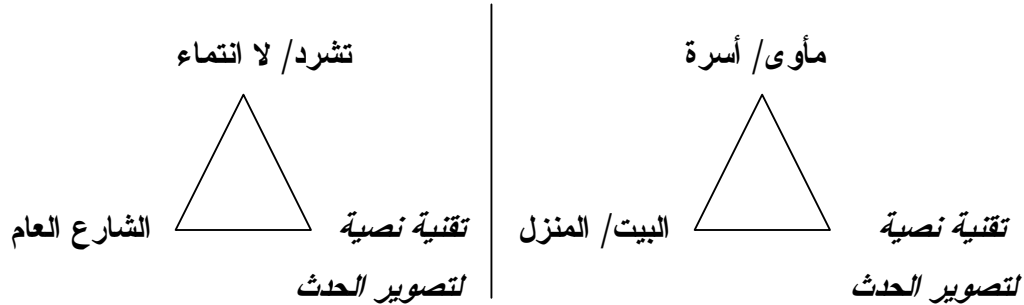 مأوى/ أسرة
تقنية نصية
لتصوير الحدث
البيت/ المنزل
تشرد/ لا انتماء
تقنية نصية
لتصوير الحدث
الشارع العام